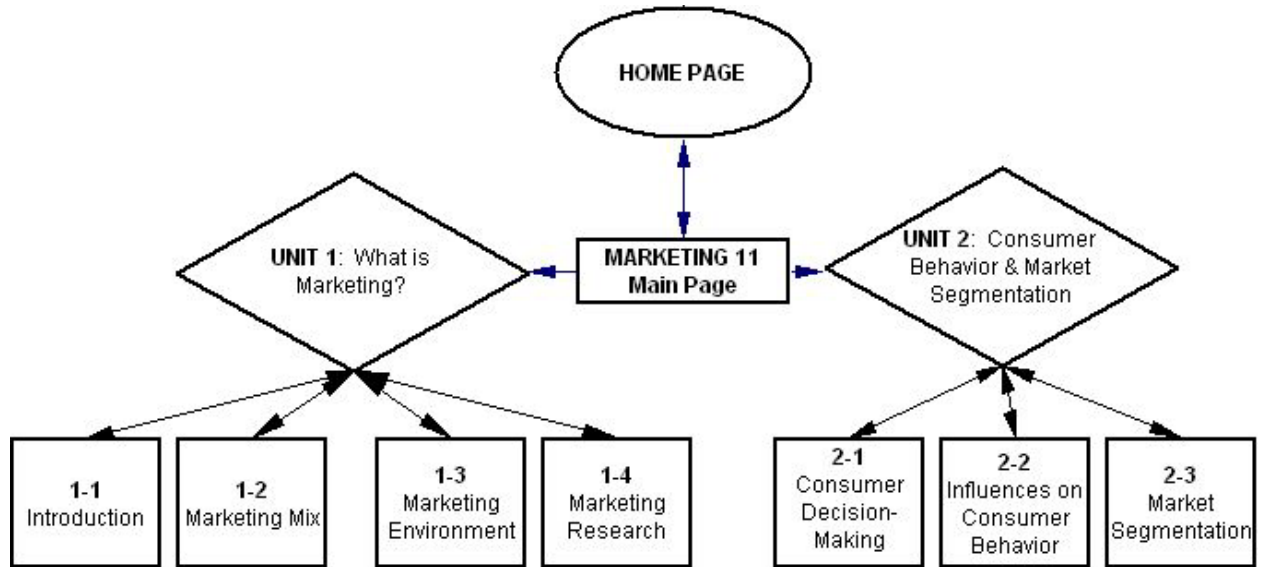 HOME PAGE
UNIT 1: What is
Marketing?
MARKETING 11
Main Page
UNIT 2: Consumer
Behavior & Market
Segmentation
1-1
Introduction
1-2
Marketing Mix
1-3
Marketing
Environment
1-4
Marketing
Research
2-1
Consumer
Decision-
Making
2-2
Influences on
Consumer
Behavior
2-3
Market
Segmentation